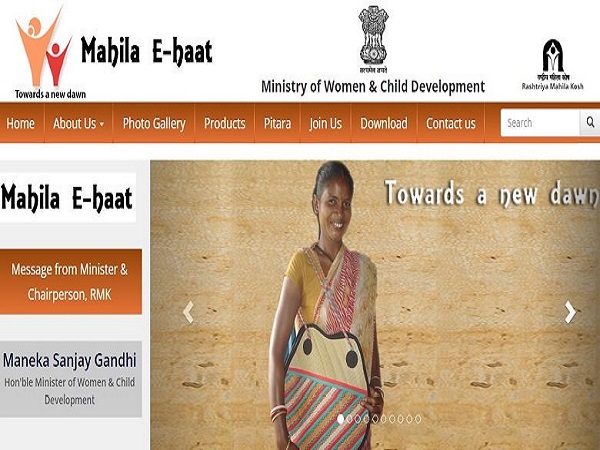 Mahila E-haat
Towards a new dawn
सत्यमेव जयते
Ministry of Women & Child Development
राष्ट्रीय महिला कोष
Rashtriya Mahila Kosh
Home
About Us
Photo Gallery
Products
Pitara
Join Us
Download
Contact us
Search
Mahila E-haat
Message from Minister &
Chairperson, RMK
Maneka Sanjay Gandhi
Hon'ble Minister of Women & Child
Development
Towards a new dawn